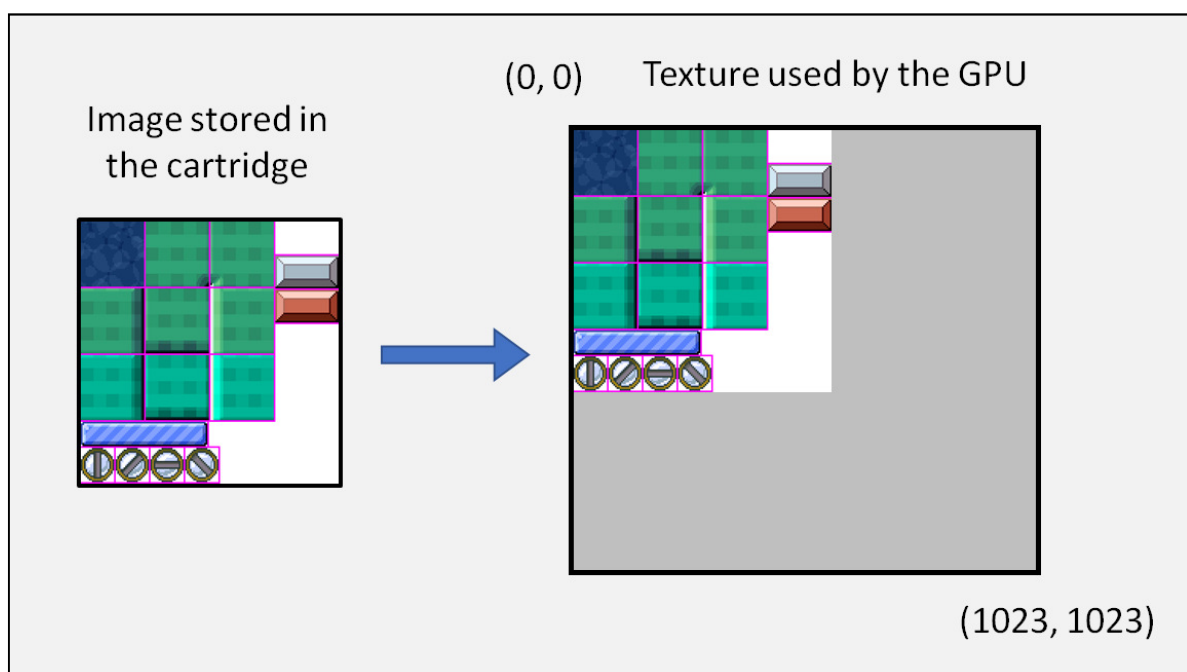 (0, 0)
Texture used by the GPU
Image stored in
the cartridge
(1023, 1023)